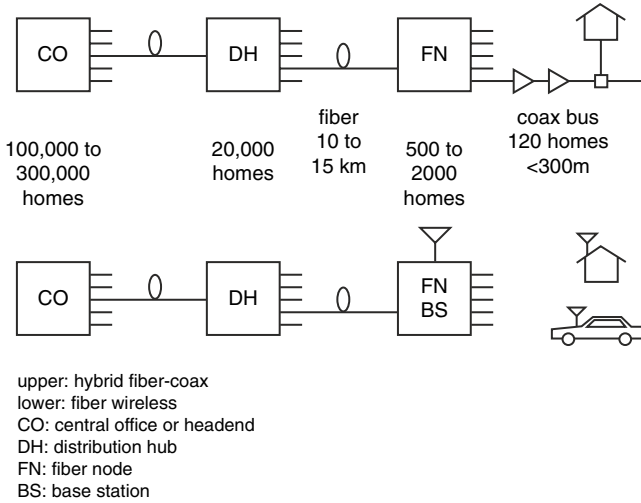 CO
DH
FN
100,000 to
300,000
homes
20,000
homes
fiber
10 to
15 km
500 to
2000
homes
coax bus
120 homes
<300m
CO
DH
FN
BS
upper: hybrid fiber-coax
lower: fiber wireless
CO: central office or headend
DH: distribution hub
FN: fiber node
BS: base station